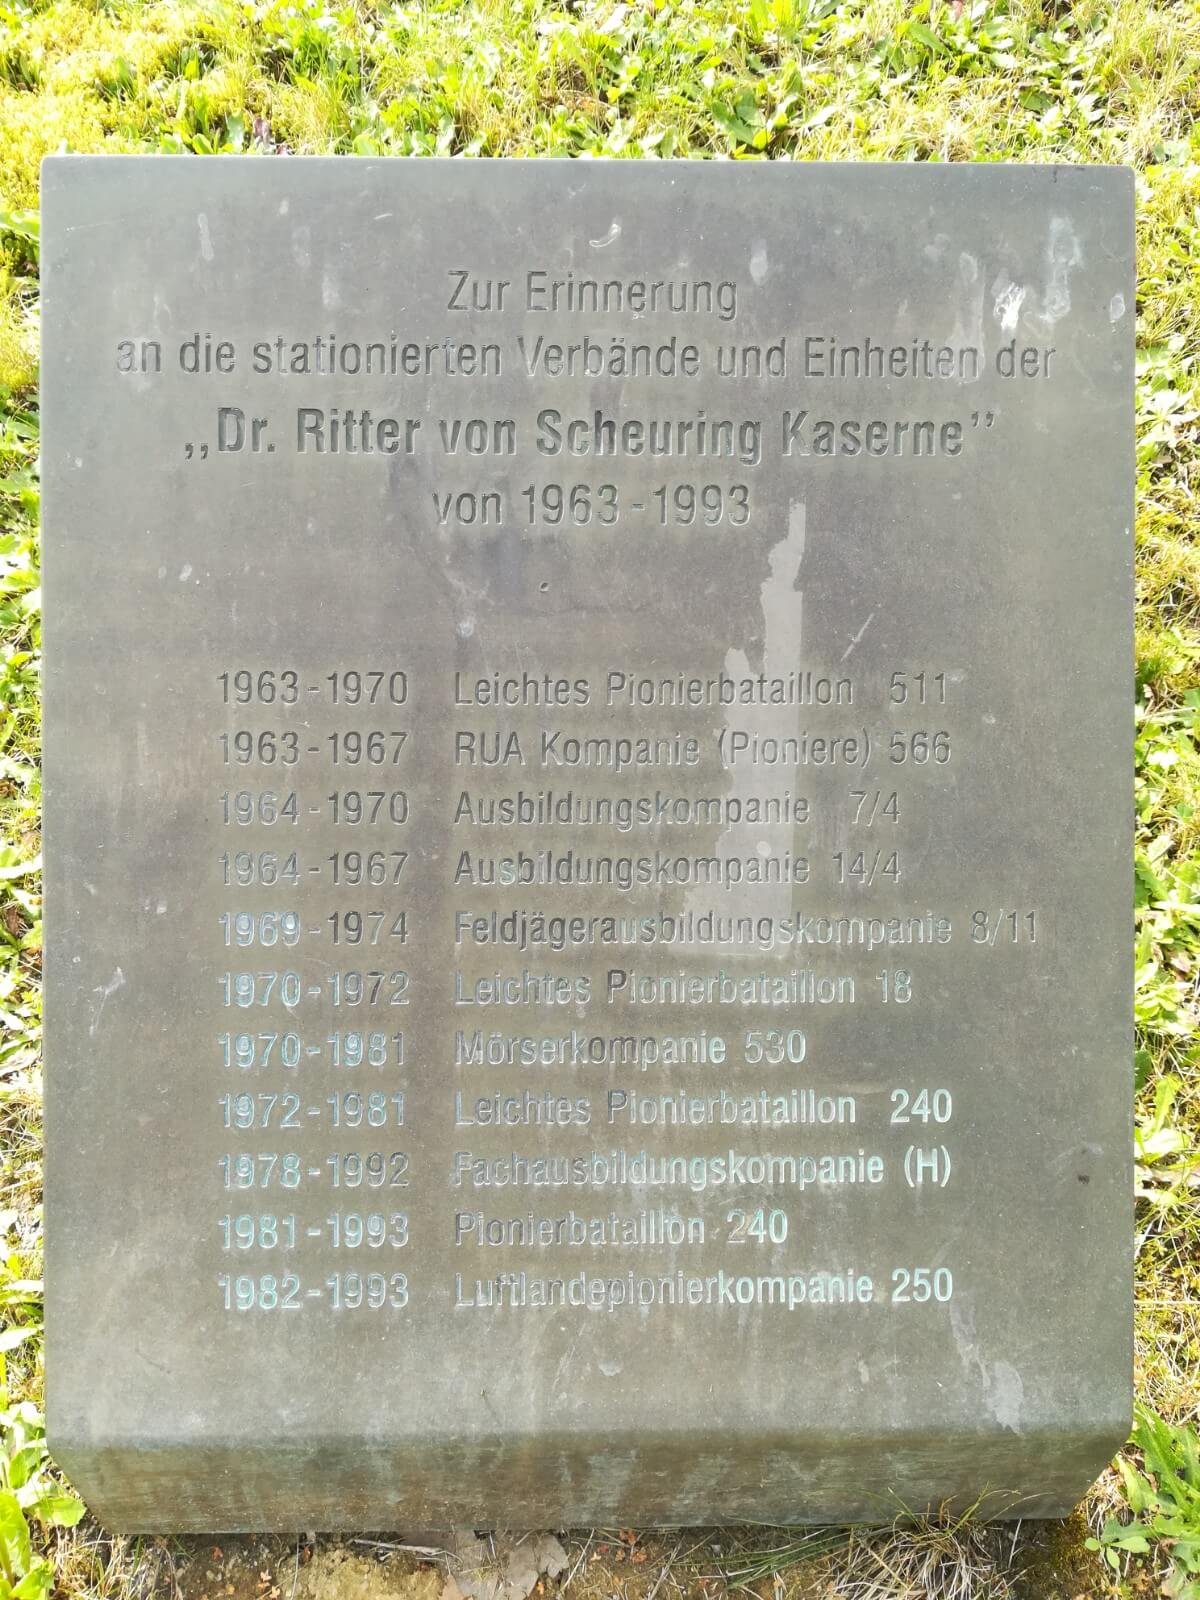 Zur Erinnerung
an die stationierten Verbände und Einheiten der
„Dr. Ritter von Scheuring Kaserne”
von 1963-1993
1963-1970 Leichtes Pionierbataillon 511
1963-1967 RUA Kompanie (Pioniere) 566
1964-1970 Ausbildungskompanie 7/4
1964-1967 Ausbildungskompanie 14/4
1969-1974 Feldjägerausbildungskompanie 8/11
1970-1972 Leichtes Pionierbataillon 18
1970-1981 Mörserkompanie 530
1972-1981 Leichtes Pionierbataillon 240
1978-1992 Fachausbildungskompanie (H)
1981-1993 Pionierbataillon 240
1982-1993 Luftlandepionierkompanie 250